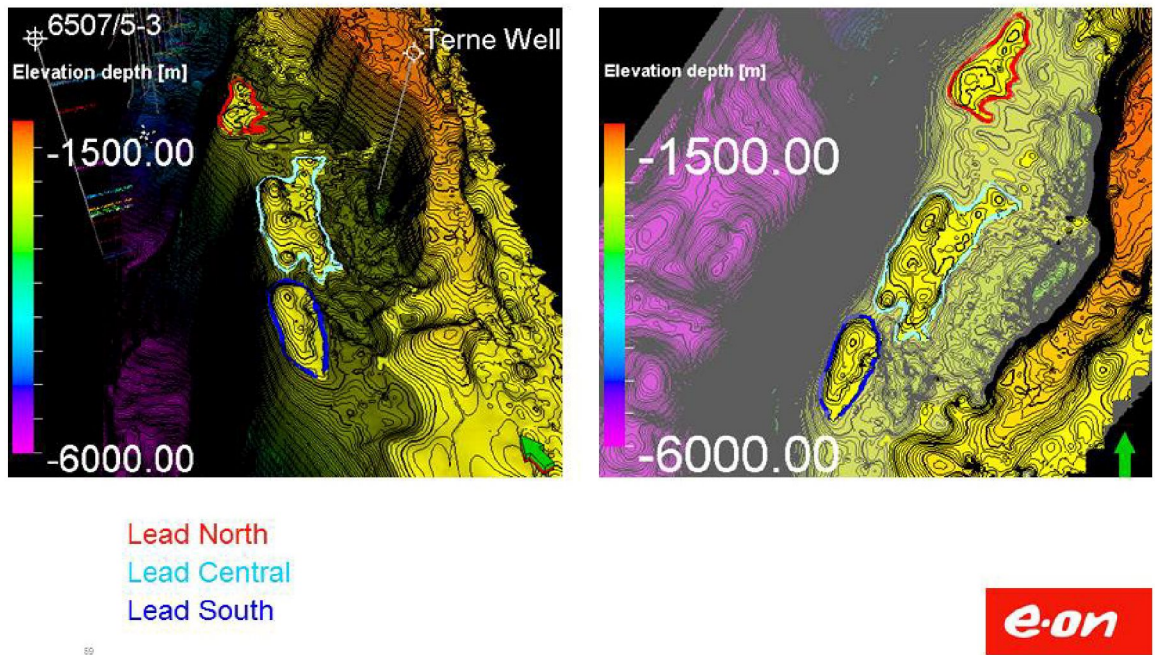 6507/5-3
Terne Well
Elevation depth [m]
-1500.00
-6000.00
Elevation depth [m]
-1500.00
-6000.00
Lead North
Lead Central
Lead South
e·on
89